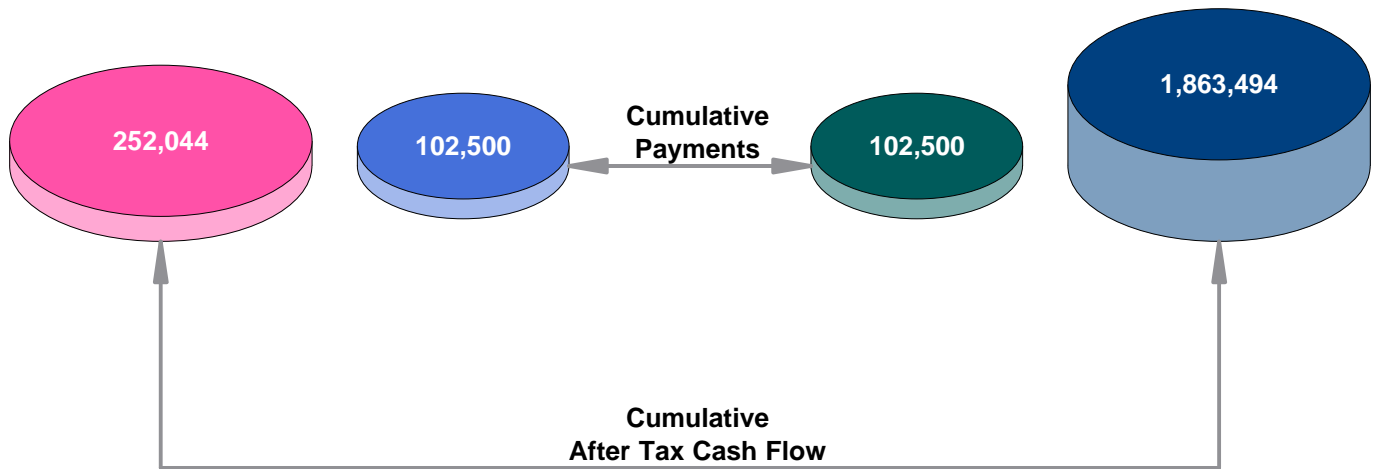 252,044
102,500
Cumulative
Payments
102,500
1,863,494
Cumulative
After Tax Cash Flow